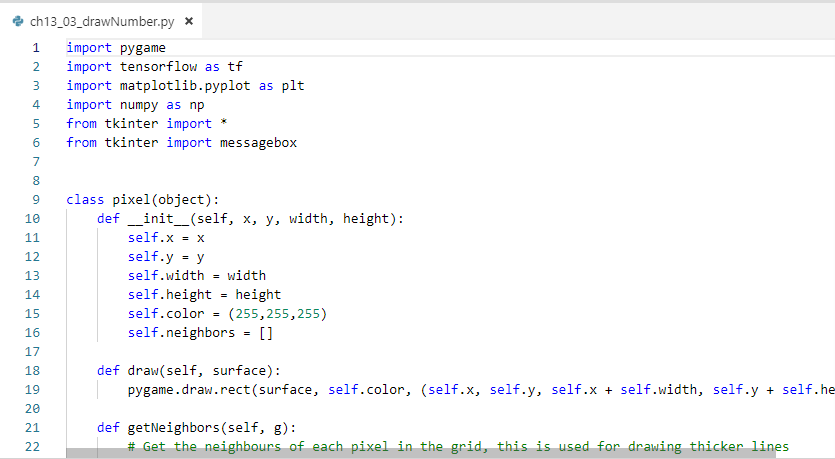 ch13_03_drawNumber.py ×
1 import pygame
2 import tensorflow as tf
3 import matplotlib.pyplot as plt
4 import numpy as np
5 from tkinter import *
6 from tkinter import messagebox
7
8
9 class pixel(object):
10     def __init__(self, x, y, width, height):
11         self.x = x
12         self.y = y
13         self.width = width
14         self.height = height
15         self.color = (255,255,255)
16         self.neighbors = []
17
18     def draw(self, surface):
19         pygame.draw.rect(surface, self.color, (self.x, self.y, self.x + self.width, self.y + self.he
20
21     def getNeighbors(self, g):
22         # Get the neighbours of each pixel in the grid, this is used for drawing thicker lines